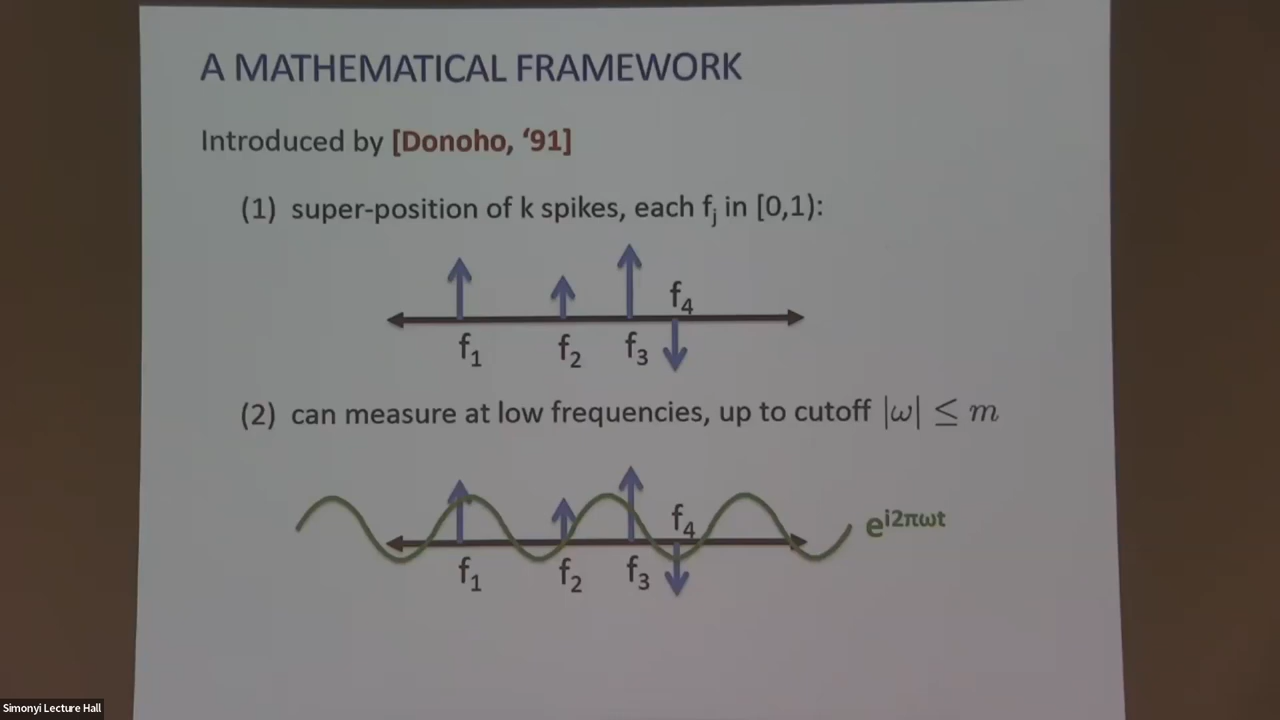 A MATHEMATICAL FRAMEWORK
Introduced by [Donoho, ‘91]
(1) super-position of k spikes, each fⱼ in [0,1):
f₄
f₁ f₂ f₃
(2) can measure at low frequencies, up to cutoff |ω| ≤ m
f₄ e^{i2πωt}
f₁ f₂ f₃
Simonyi Lecture Hall